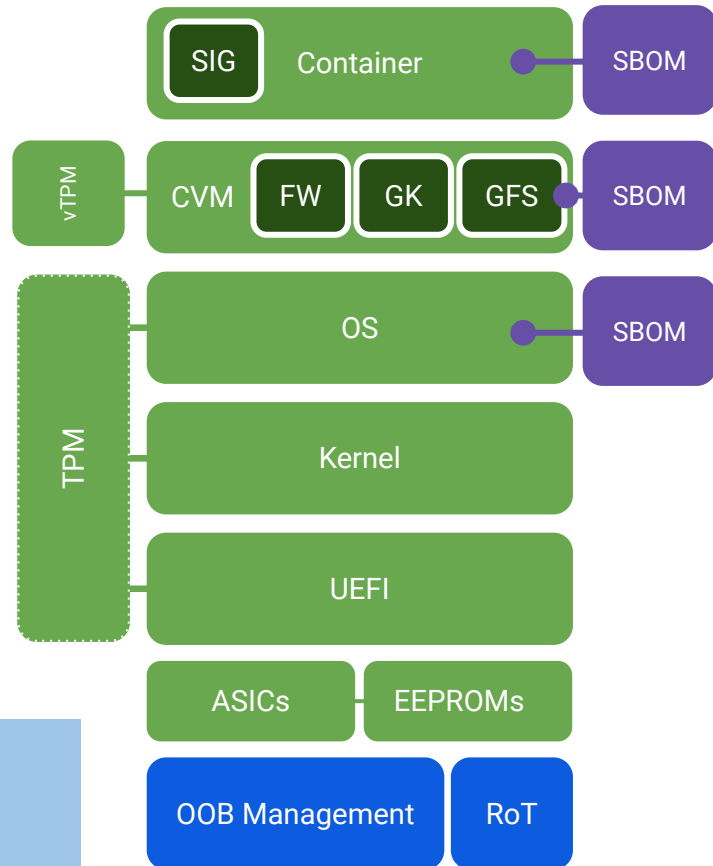 SIG
Container
SBOM
vTPM
CVM
FW
GK
GFS
SBOM
OS
SBOM
TPM
Kernel
UEFI
ASICs
EEPROMs
OOB Management
RoT